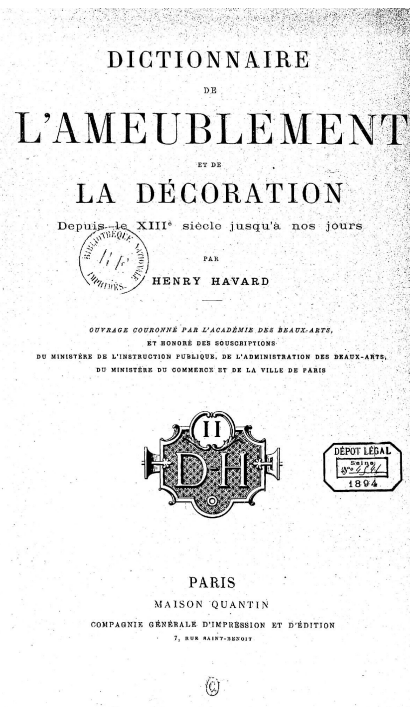 DICTIONNAIRE
DE
L'AMEUBLEMENT
ET DE
LA DÉCORATION
Depuis le XIIIe siècle jusqu'à nos jours
PAR
BIBLIOTHÈQUE NATIONALE
IMPRIMÉS
HENRY HAVARD
OUVRAGE COURONNÉ PAR L'ACADÉMIE DES BEAUX-ARTS,
ET HONORÉ DES SOUSCRIPTIONS
DU MINISTÈRE DE L'INSTRUCTION PUBLIQUE, DE L'ADMINISTRATION DES BEAUX-ARTS,
DU MINISTÈRE DU COMMERCE ET DE LA VILLE DE PARIS
II
D-H
DÉPOT LÉGAL
Seine
1894
PARIS
MAISON QUANTIN
COMPAGNIE GÉNÉRALE D'IMPRESSION ET D'ÉDITION
7, RUE SAINT-BENOIT